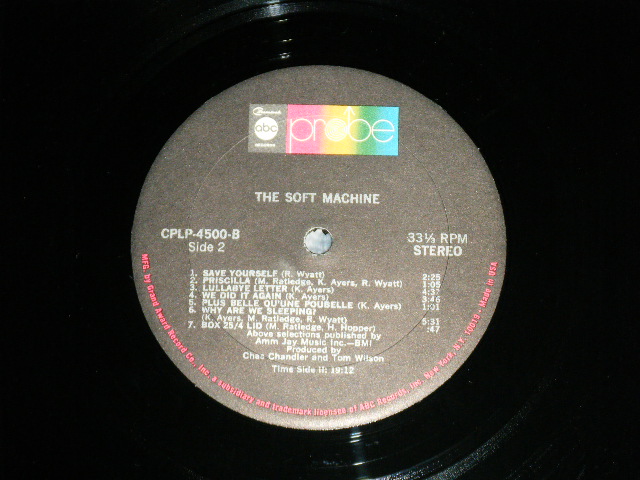 abc
RECORDS
probe
THE SOFT MACHINE
CPLP-4500-B
Side 2
33⅓ RPM
STEREO
1. SAVE YOURSELF (R. Wyatt) 2:25
2. PRISCILLA (M. Ratledge, K. Ayers, R. Wyatt) 1:05
3. LULLABYE LETTER (K. Ayers) 4:37
4. WE DID IT AGAIN (K. Ayers) 3:46
5. PLUS BELLE QU'UNE POUBELLE (K. Ayers) 1:01
6. WHY ARE WE SLEEPING?
(K. Ayers, M. Ratledge, R. Wyatt) 5:31
7. BOX 25/4 LID (M. Ratledge, H. Hopper) :47
Above selections published by
Amm Jay Music Inc.—BMI
Produced by
Chas Chandler and Tom Wilson
Time Side II: 19:12
MFG. by Grand Award Record Co., Inc. a subsidiary and trademark licensee of ABC Records, Inc. New York, N.Y. 10019 - Made in USA